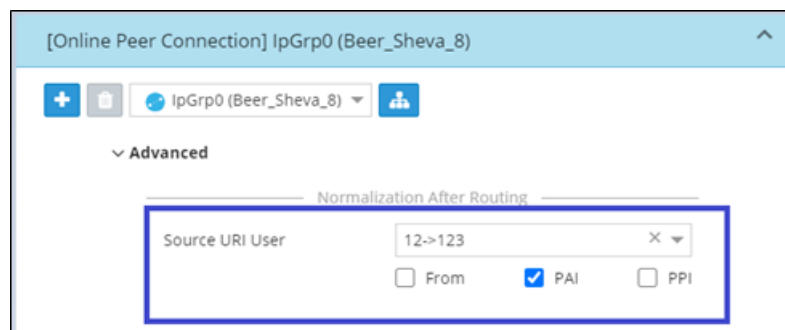 [Online Peer Connection] IpGrp0 (Beer_Sheva_8)
IpGrp0 (Beer_Sheva_8)
Advanced
Normalization After Routing
Source URI User 12->123
From PAI PPI